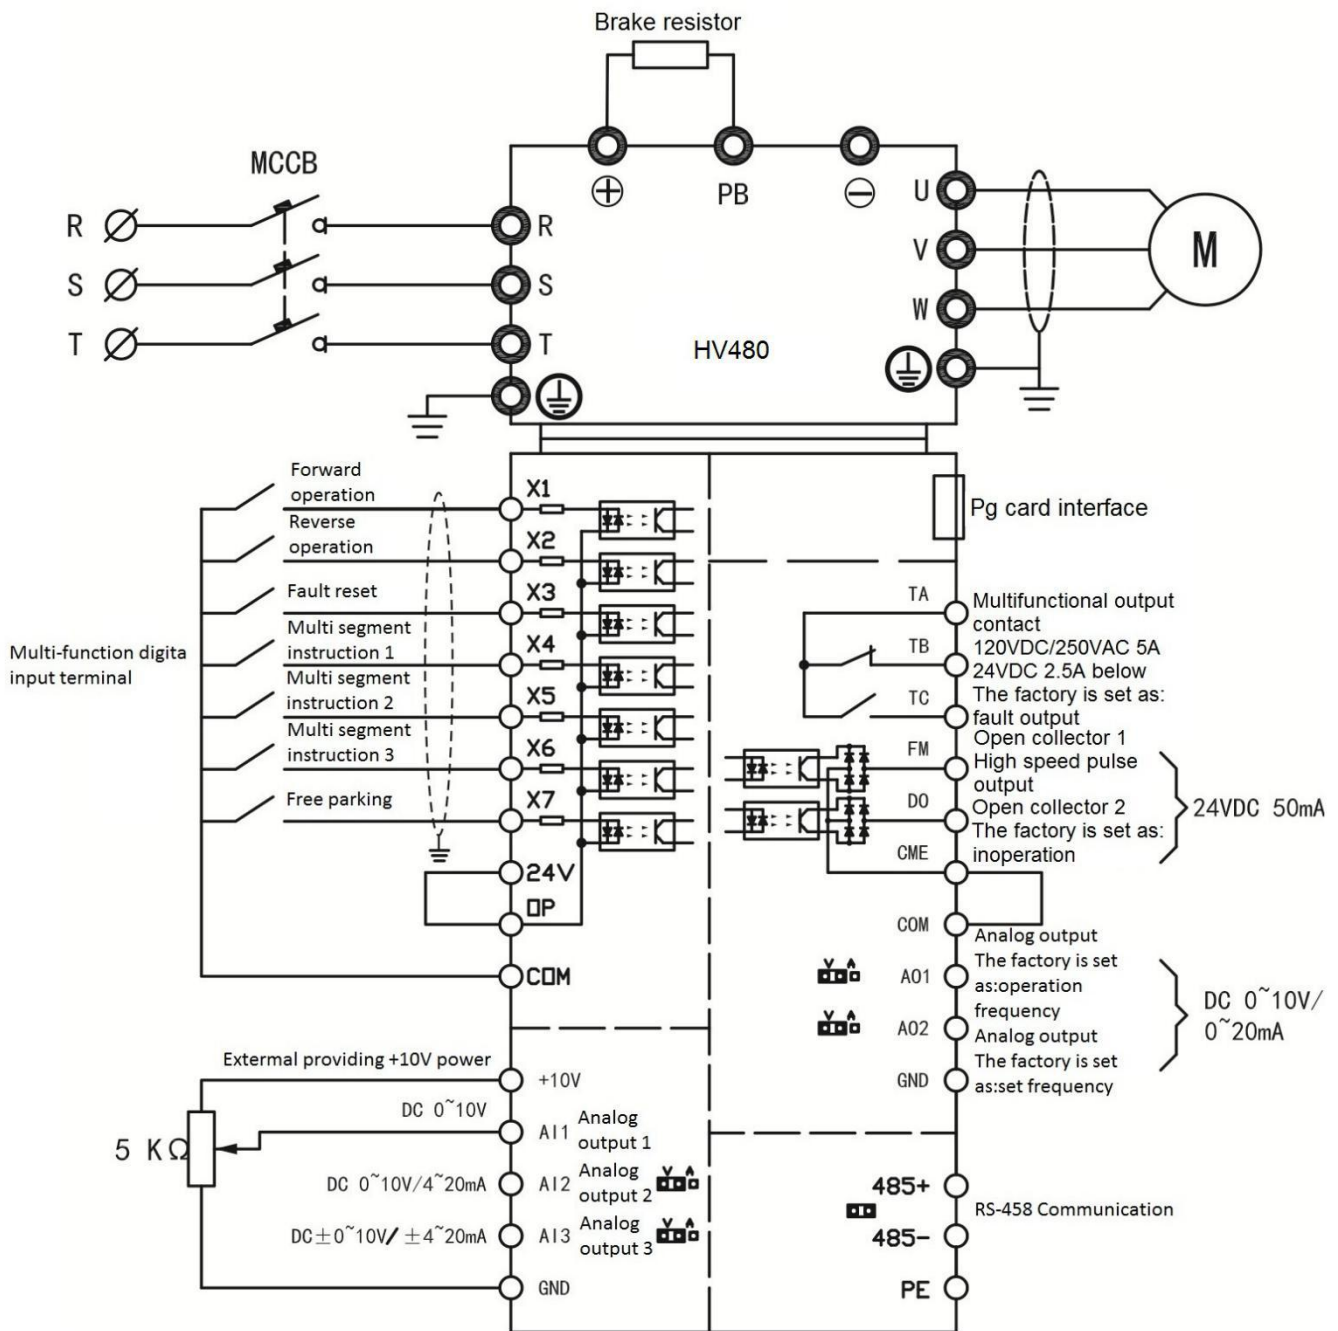 Brake resistor
MCCB
R
S
T
R
S
T
PB
U
V
W
M
HV480
Forward
operation
Reverse
operation
Fault reset
Multi segment
instruction 1
Multi segment
instruction 2
Multi segment
instruction 3
Free parking
Multi-function digita
input terminal
X1
X2
X3
X4
X5
X6
X7
24V
OP
COM
Pg card interface
TA
TB
TC
FM
DO
CME
COM
AO1
AO2
GND
Multifunctional output
contact
120VDC/250VAC 5A
24VDC 2.5A below
The factory is set as:
fault output
Open collector 1
High speed pulse
output
Open collector 2
The factory is set as:
inoperation
24VDC 50mA
Analog output
The factory is set
as:operation
frequency
Analog output
The factory is set
as:set frequency
DC 0~10V/
0~20mA
V A
V A
External providing +10V power
+10V
5 KΩ
DC 0~10V
AI1
Analog
output 1
DC 0~10V/4~20mA
AI2
Analog
output 2
V A
DC±0~10V/ ±4~20mA
AI3
Analog
output 3
V A
GND
485+
485-
RS-458 Communication
PE